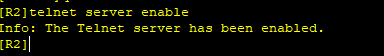 [R2]telnet server enable
Info: The Telnet server has been enabled.
[R2]